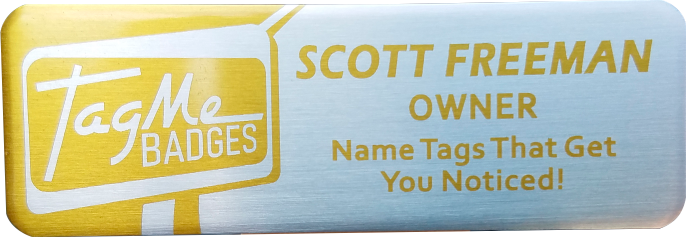 TagMe
BADGES
SCOTT FREEMAN
OWNER
Name Tags That Get
You Noticed!